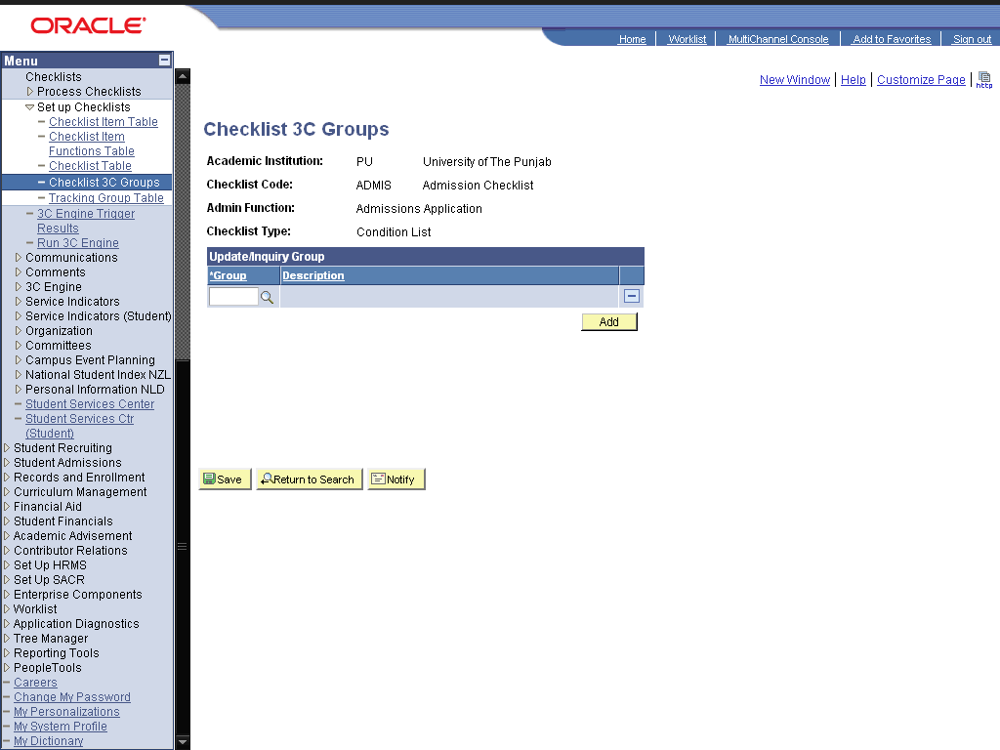 ORACLE®
Home
Worklist
MultiChannel Console
Add to Favorites
Sign out
Menu
Checklists
Process Checklists
Set up Checklists
Checklist Item Table
Checklist Item
Functions Table
Checklist Table
Checklist 3C Groups
Tracking Group Table
3C Engine Trigger
Results
Run 3C Engine
Communications
Comments
3C Engine
Service Indicators
Service Indicators (Student)
Organization
Committees
Campus Event Planning
National Student Index NZL
Personal Information NLD
Student Services Center
Student Services Ctr
(Student)
Student Recruiting
Student Admissions
Records and Enrollment
Curriculum Management
Financial Aid
Student Financials
Academic Advisement
Contributor Relations
Set Up HRMS
Set Up SACR
Enterprise Components
Worklist
Application Diagnostics
Tree Manager
Reporting Tools
PeopleTools
Careers
Change My Password
My Personalizations
My System Profile
My Dictionary
New Window | Help | Customize Page | http
Checklist 3C Groups
Academic Institution: PU University of The Punjab
Checklist Code: ADMIS Admission Checklist
Admin Function: Admissions Application
Checklist Type: Condition List
Update/Inquiry Group
*Group Description
Add
Save Return to Search Notify